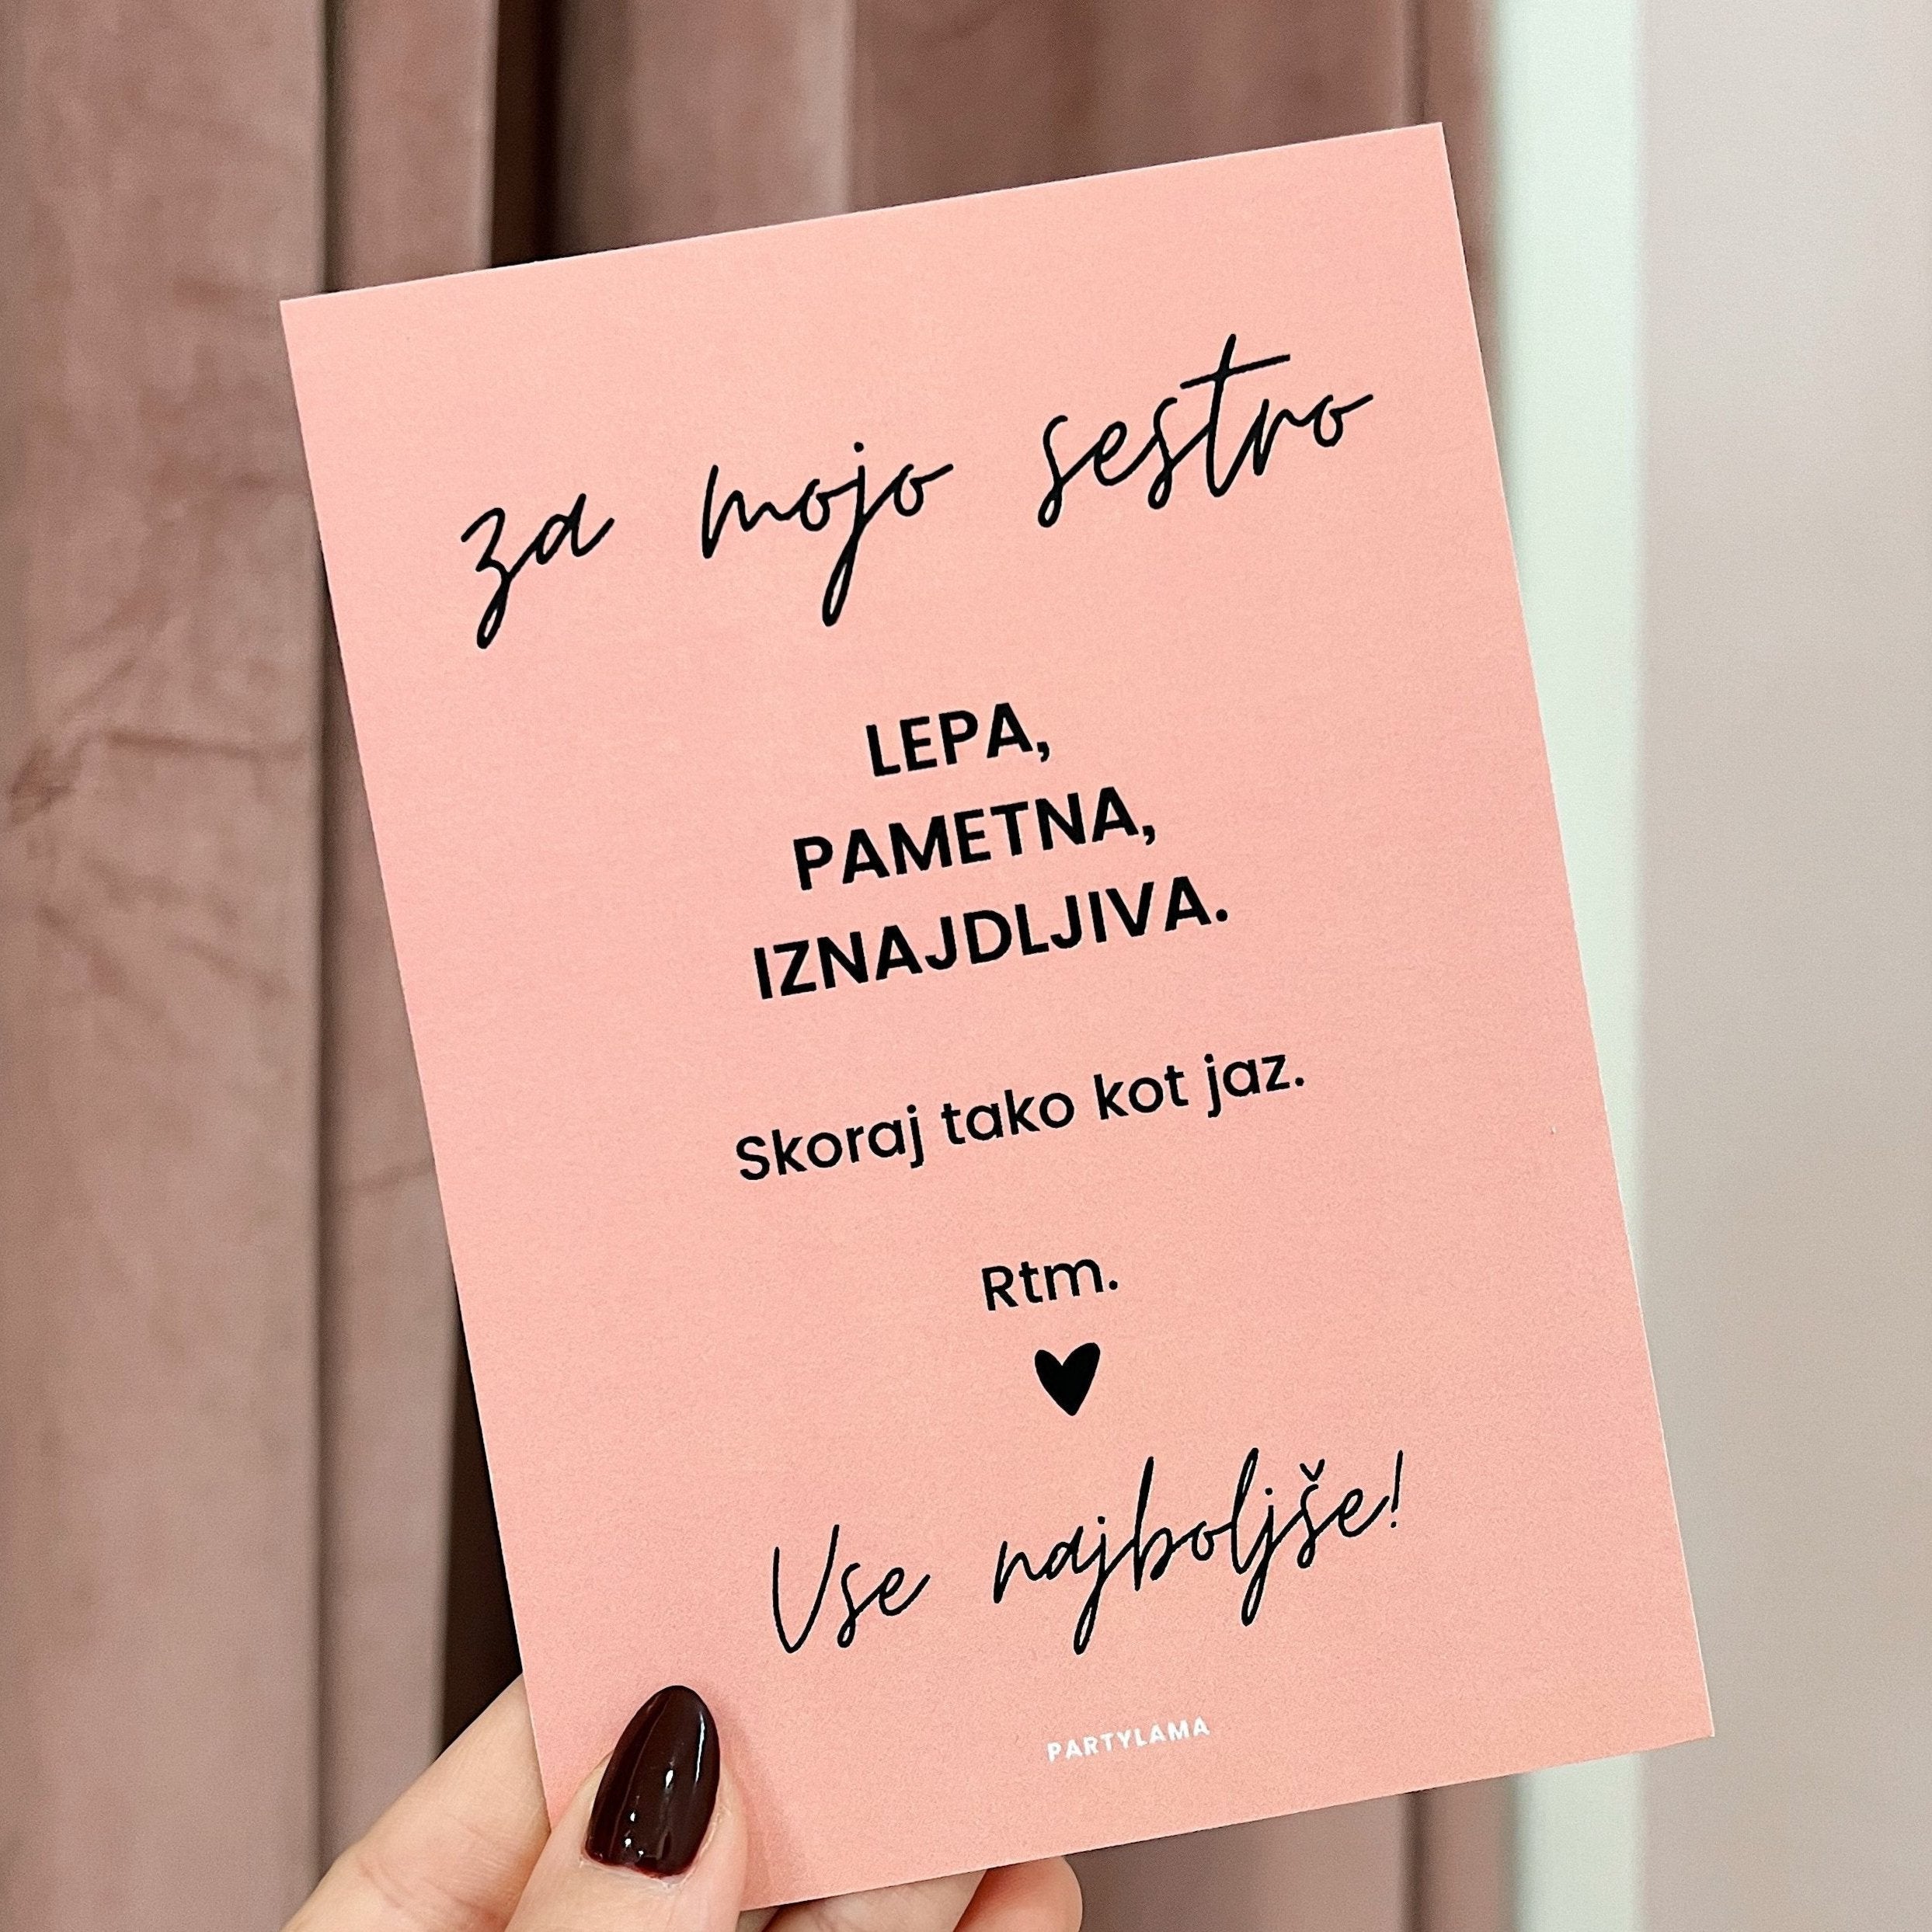 za mojo sestro
LEPA,
PAMETNA,
IZNAJDLJIVA.
Skoraj tako kot jaz.
Rtm.
Vse najboljše!
PARTYLAMA